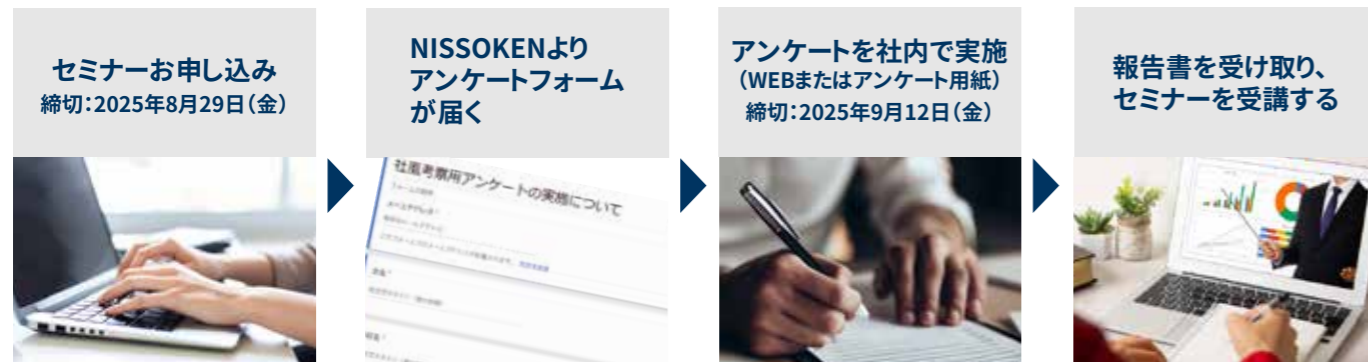 セミナーお申し込み
締切：2025年8月29日（金）
NISSOKENより
アンケートフォーム
が届く
アンケートを社内で実施
（WEBまたはアンケート用紙）
締切：2025年9月12日（金）
報告書を受け取り、
セミナーを受講する
社風考察用アンケートの実施について